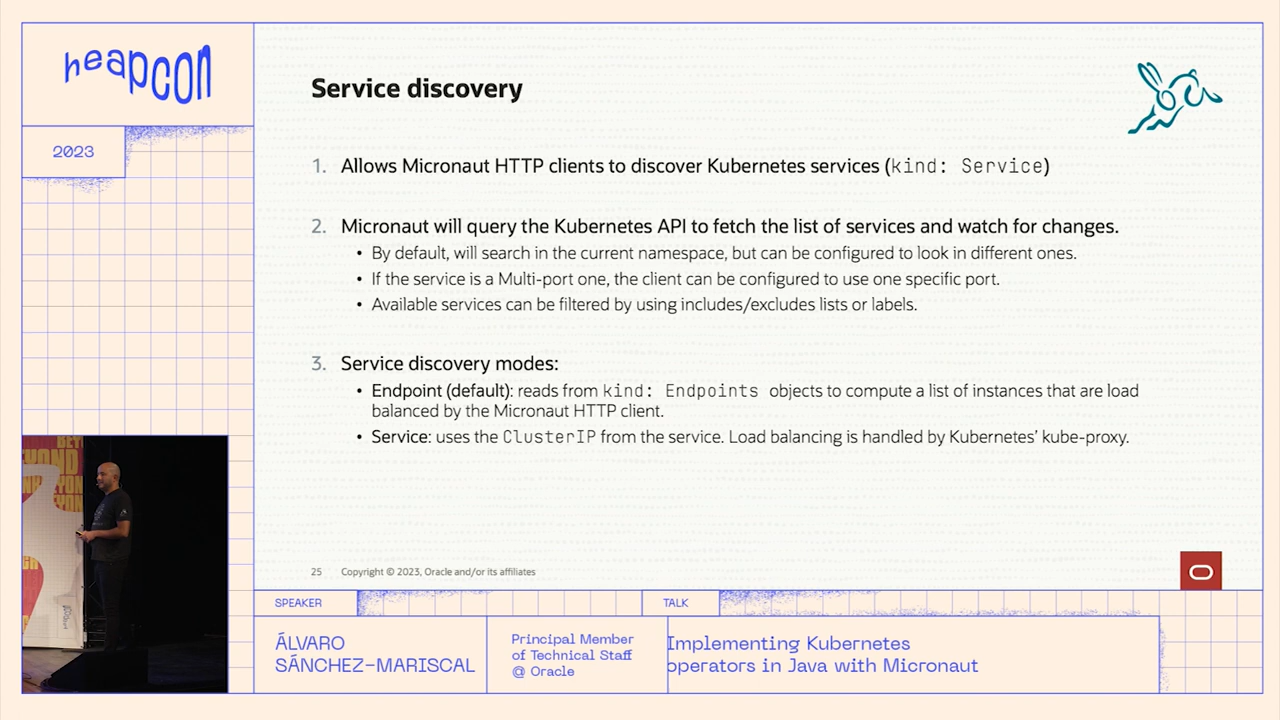 heapcon
2023
Service discovery
1. Allows Micronaut HTTP clients to discover Kubernetes services (kind: Service)
2. Micronaut will query the Kubernetes API to fetch the list of services and watch for changes.
• By default, will search in the current namespace, but can be configured to look in different ones.
• If the service is a Multi-port one, the client can be configured to use one specific port.
• Available services can be filtered by using includes/excludes lists or labels.
3. Service discovery modes:
• Endpoint (default): reads from kind: Endpoints objects to compute a list of instances that are load
balanced by the Micronaut HTTP client.
• Service: uses the ClusterIP from the service. Load balancing is handled by Kubernetes’ kube-proxy.
25 Copyright © 2023, Oracle and/or its affiliates
SPEAKER
ÁLVARO
SÁNCHEZ-MARISCAL
Principal Member
of Technical Staff
@ Oracle
TALK
Implementing Kubernetes
operators in Java with Micronaut